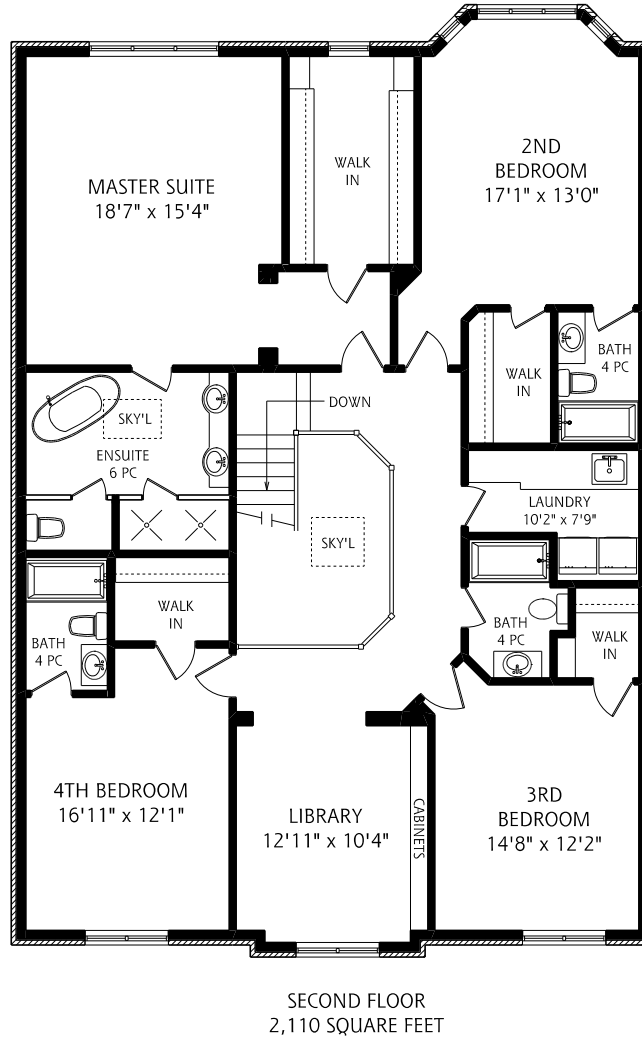 MASTER SUITE
18'7" x 15'4"
WALK
IN
2ND
BEDROOM
17'1" x 13'0"
WALK
IN
BATH
4 PC
DOWN
SKY'L
ENSUITE
6 PC
LAUNDRY
10'2" x 7'9"
SKY'L
WALK
IN
BATH
4 PC
BATH
4 PC
WALK
IN
4TH BEDROOM
16'11" x 12'1"
LIBRARY
12'11" x 10'4"
CABINETS
3RD
BEDROOM
14'8" x 12'2"
SECOND FLOOR
2,110 SQUARE FEET